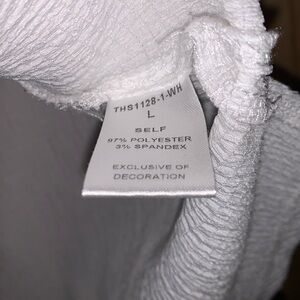 THS1128-1-WH
L
SELF
97% POLYESTER
3% SPANDEX
EXCLUSIVE OF
DECORATION